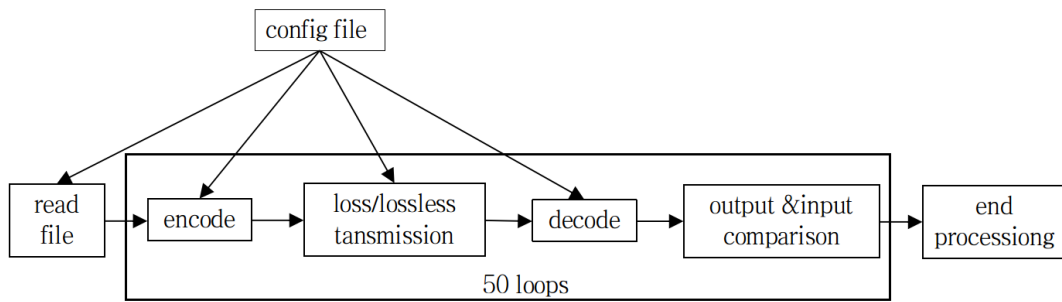 config file
read
file
encode
loss/lossless
tansmission
decode
output &input
comparison
end
processiong
50 loops